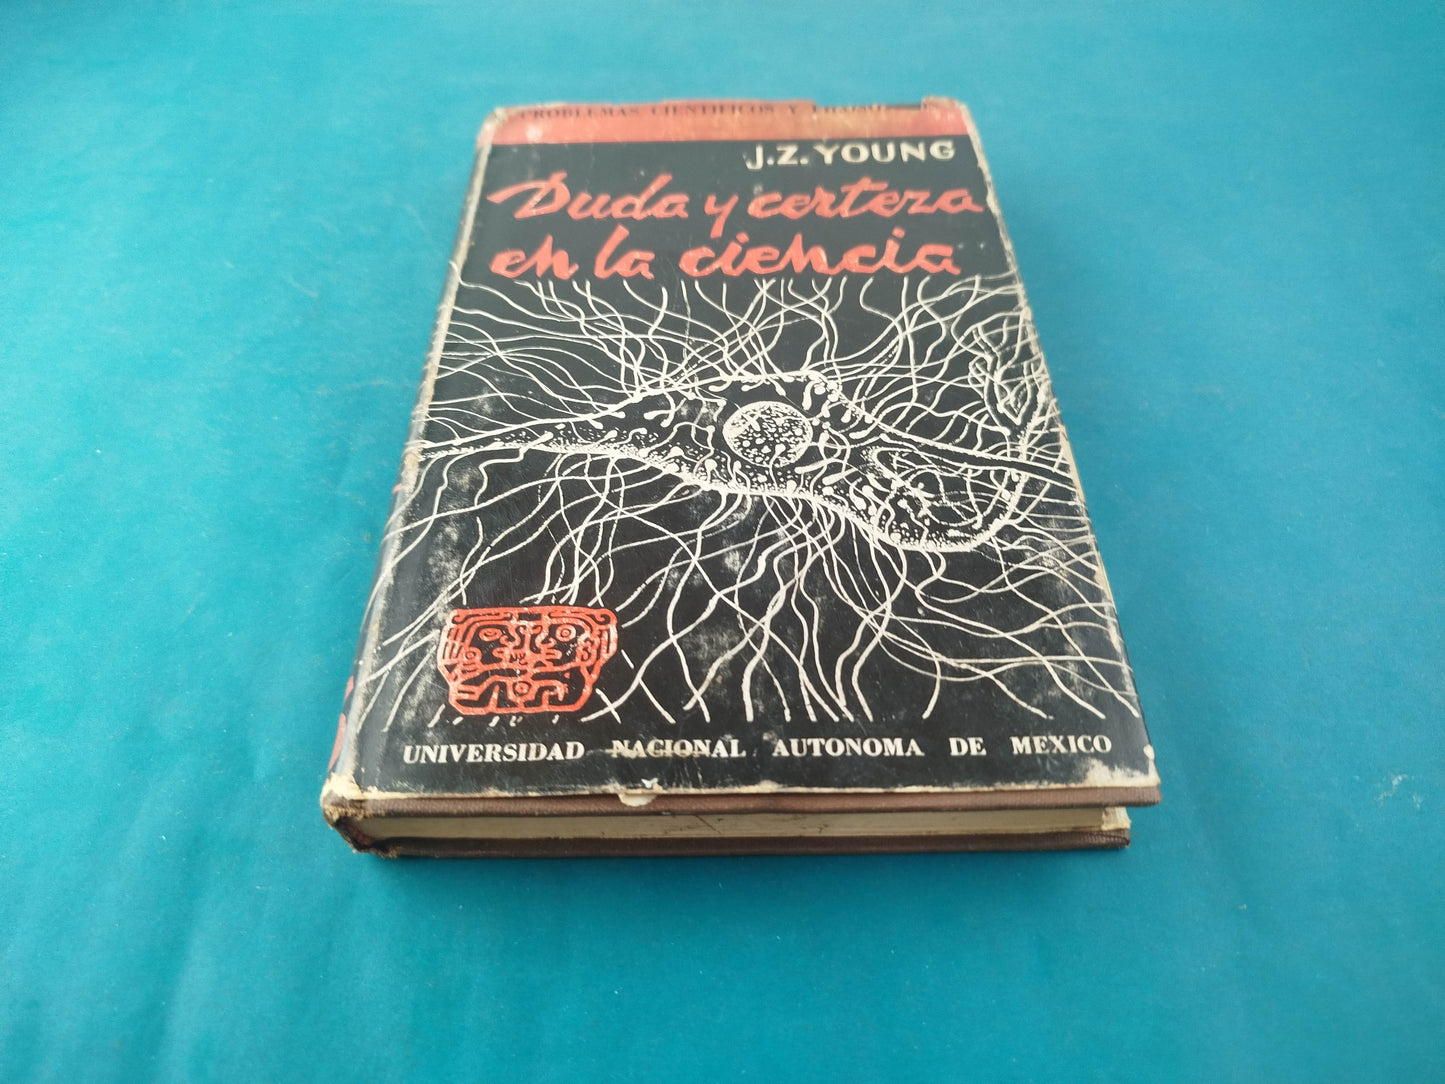 PROBLEMAS CIENTIFICOS Y
J.Z. YOUNG
Duda y certeza
en la ciencia
UNIVERSIDAD NACIONAL AUTONOMA DE MEXICO